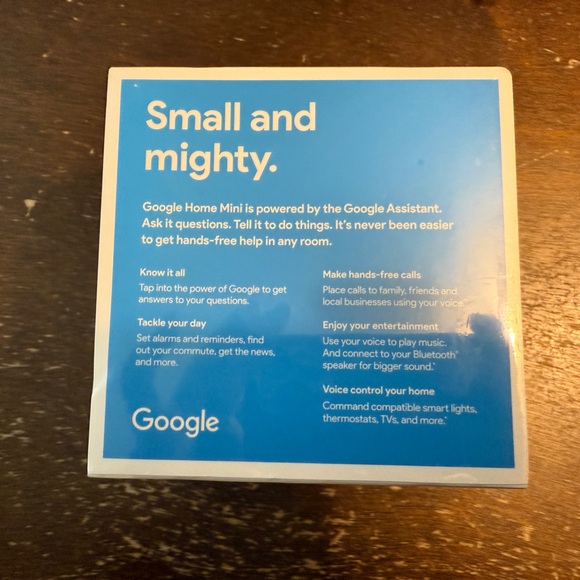 Small and
mighty.
Google Home Mini is powered by the Google Assistant.
Ask it questions. Tell it to do things. It's never been easier
to get hands-free help in any room.
Know it all
Tap into the power of Google to get
answers to your questions.
Tackle your day
Set alarms and reminders, find
out your commute, get the news,
and more.
Make hands-free calls
Place calls to family, friends and
local businesses using your voice.*
Enjoy your entertainment
Use your voice to play music.
And connect to your Bluetooth®
speaker for bigger sound.*
Voice control your home
Command compatible smart lights,
thermostats, TVs, and more.*
Google